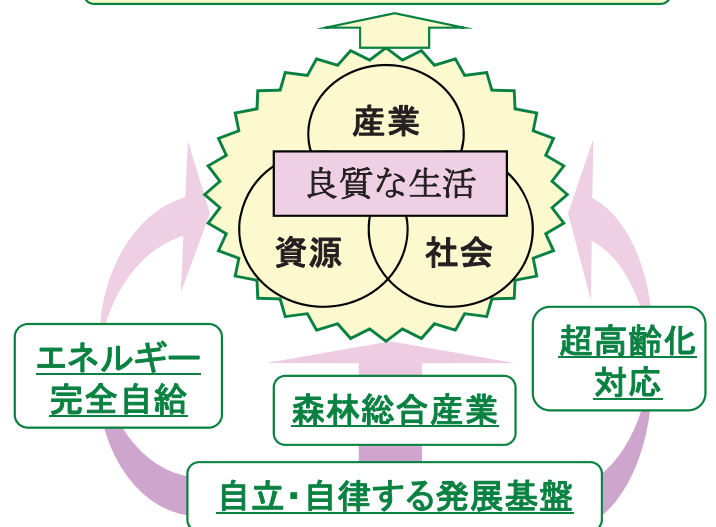 産業
良質な生活
資源
社会
エネルギー
完全自給
超高齢化
対応
森林総合産業
自立・自律する発展基盤